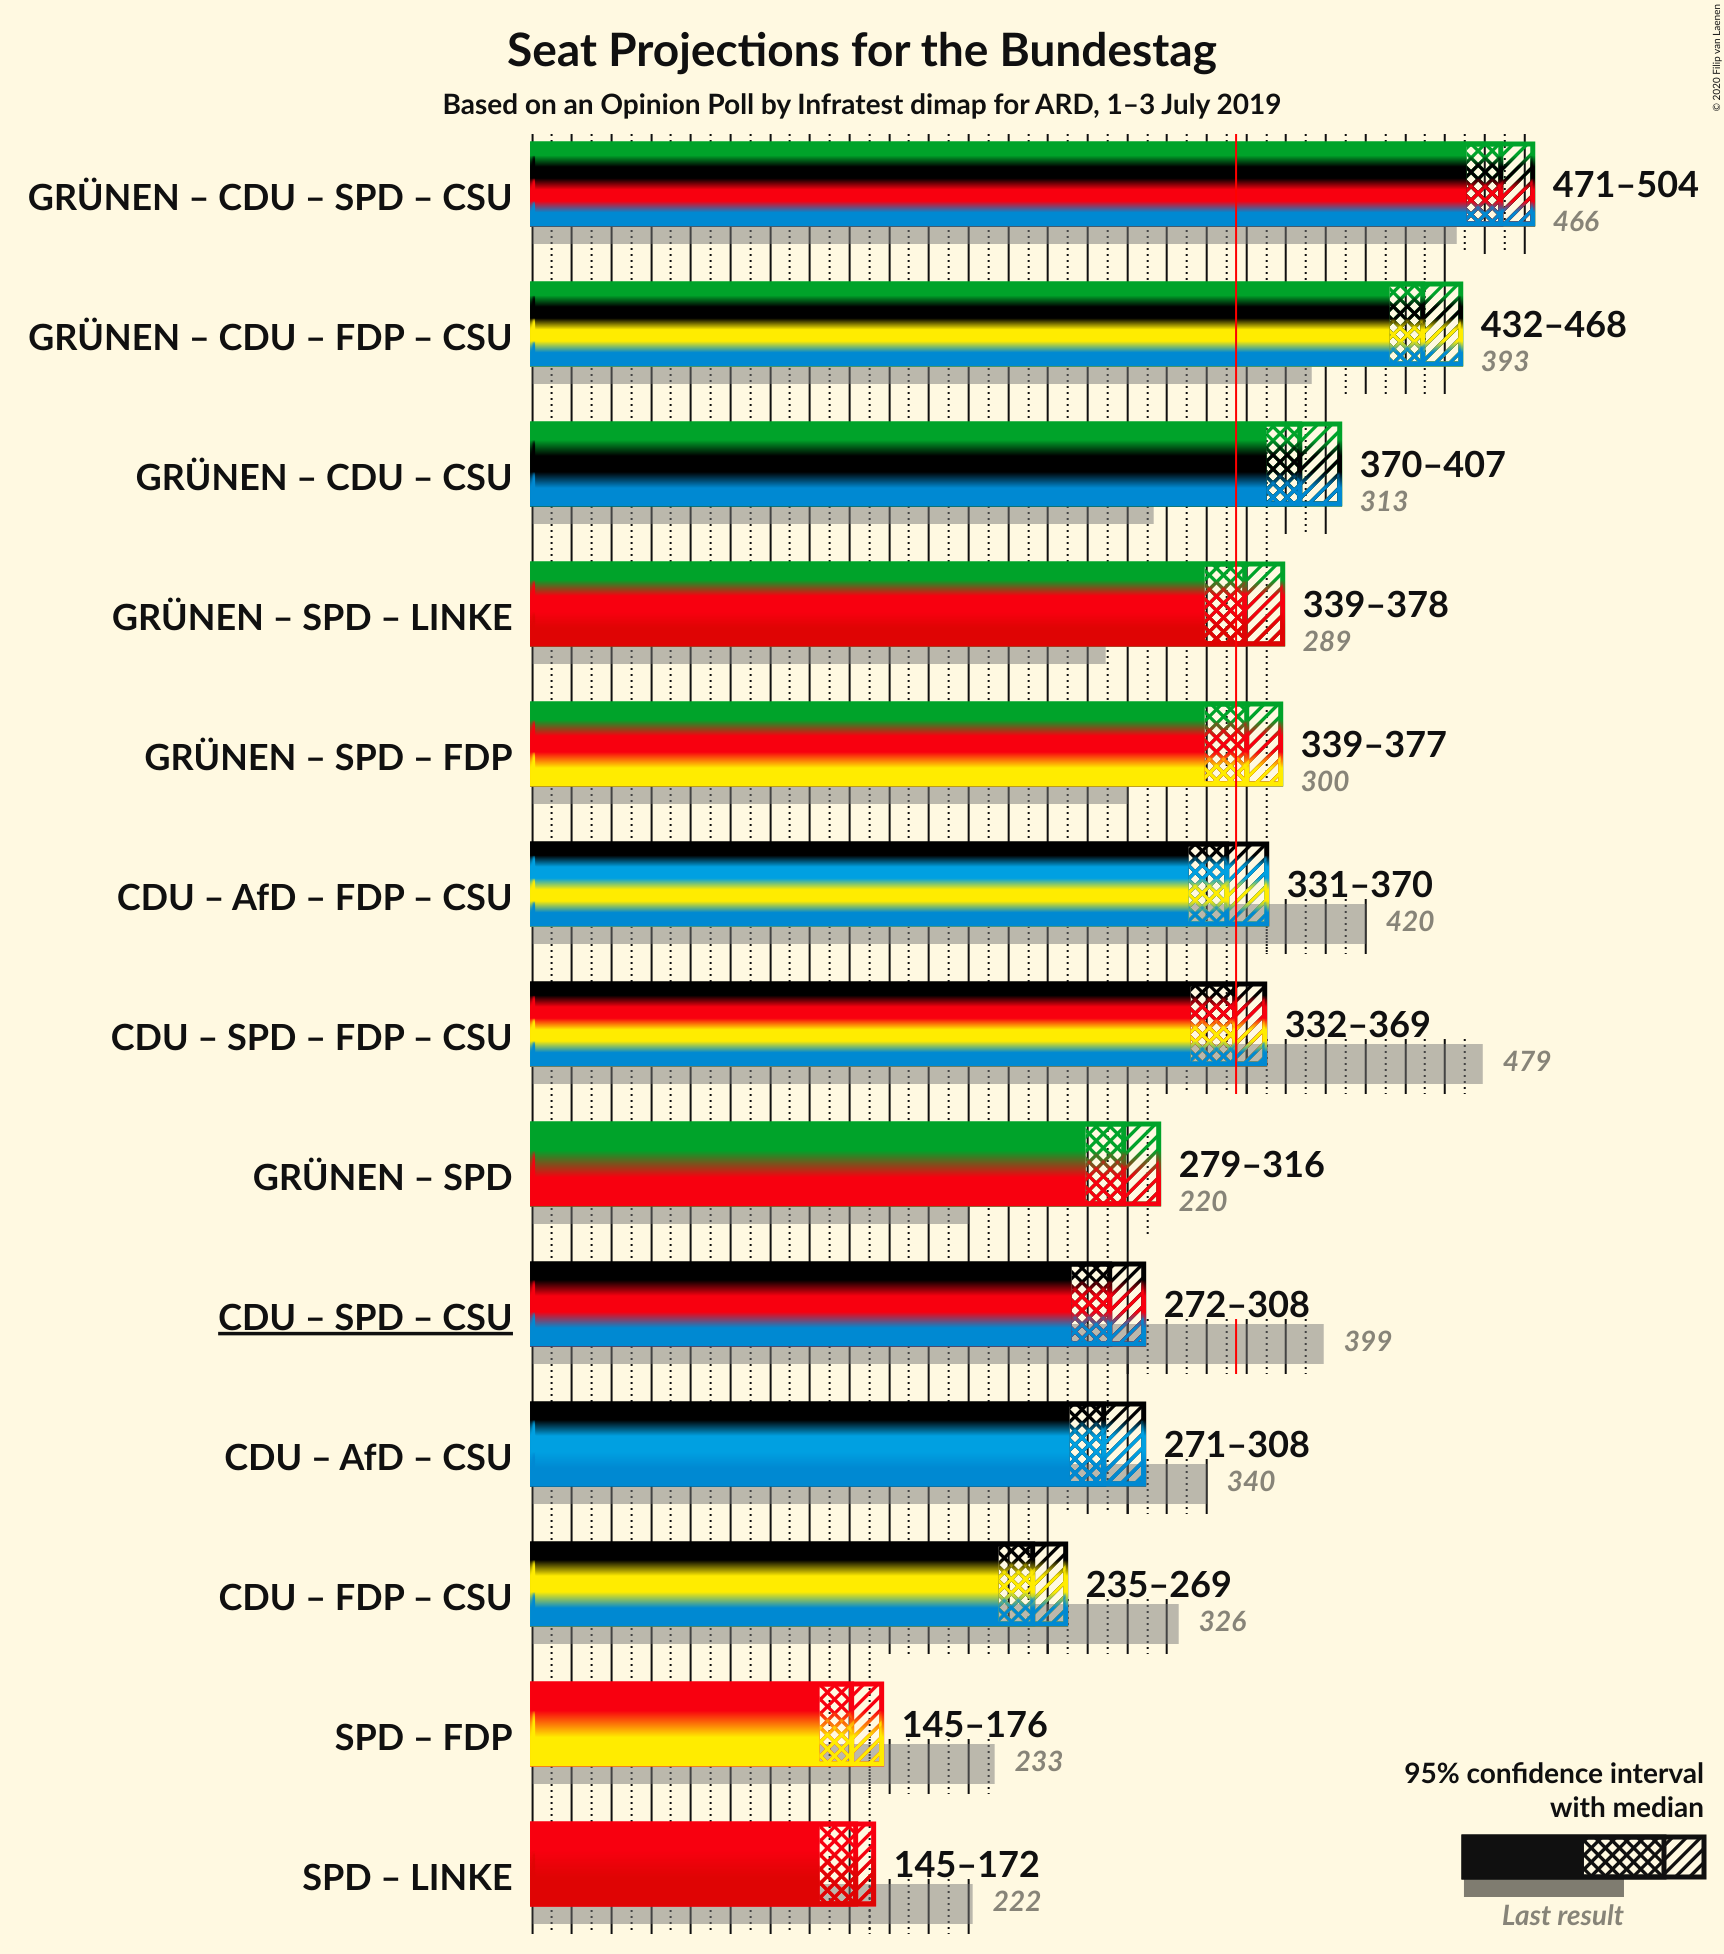 Seat Projections for the Bundestag
Based on an Opinion Poll by Infratest dimap for ARD, 1–3 July 2019
© 2020 Filip van Laenen
GRÜNEN – CDU – SPD – CSU
471–504
466
GRÜNEN – CDU – FDP – CSU
432–468
393
GRÜNEN – CDU – CSU
370–407
313
GRÜNEN – SPD – LINKE
339–378
289
GRÜNEN – SPD – FDP
339–377
300
CDU – AfD – FDP – CSU
331–370
420
CDU – SPD – FDP – CSU
332–369
479
GRÜNEN – SPD
279–316
220
CDU – SPD – CSU
272–308
399
CDU – AfD – CSU
271–308
340
CDU – FDP – CSU
235–269
326
SPD – FDP
145–176
233
SPD – LINKE
145–172
222
95% confidence interval
with median
Last result